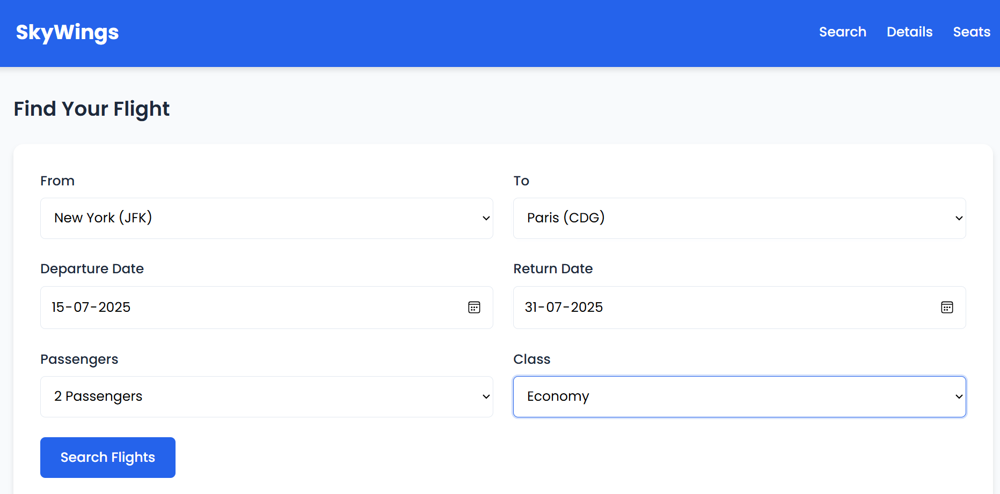 SkyWings
Search Details Seats
Find Your Flight
From To
New York (JFK) Paris (CDG)
Departure Date Return Date
15-07-2025 31-07-2025
Passengers Class
2 Passengers Economy
Search Flights